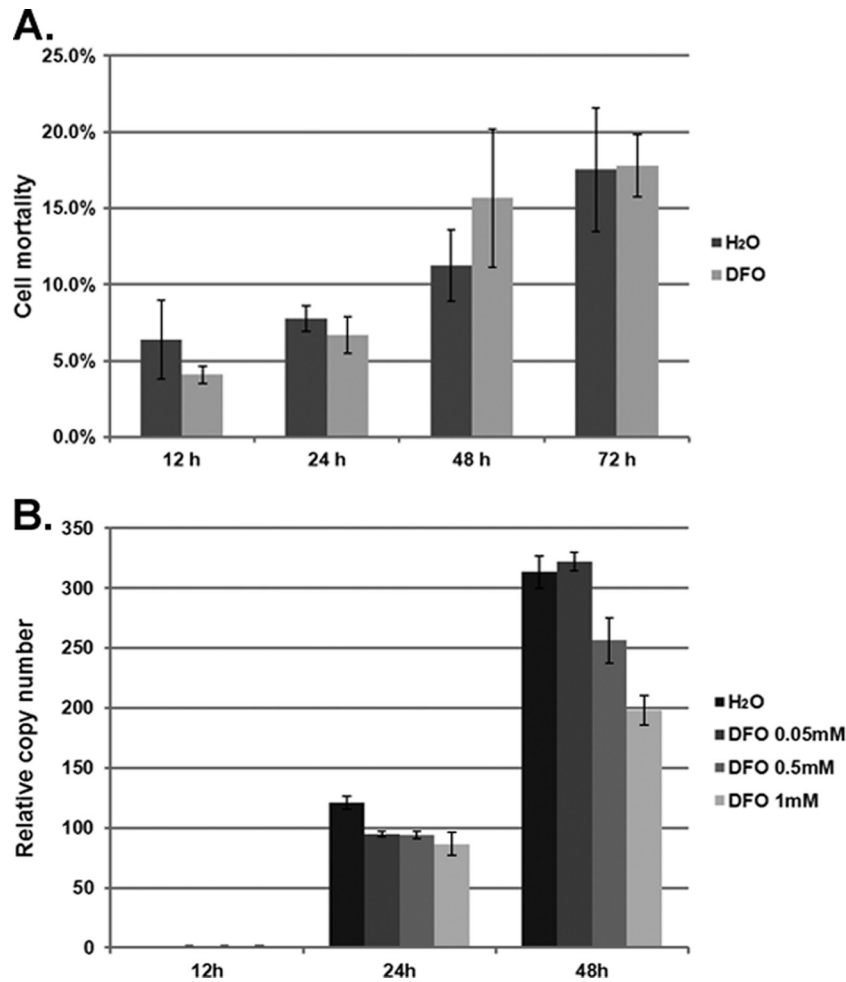 A.
25.0%
20.0%
15.0%
10.0%
5.0%
0.0%
Cell mortality
12 h 24 h 48 h 72 h
H₂O
DFO
B.
350
300
250
200
150
100
50
0
Relative copy number
12h 24h 48h
H₂O
DFO 0.05mM
DFO 0.5mM
DFO 1mM